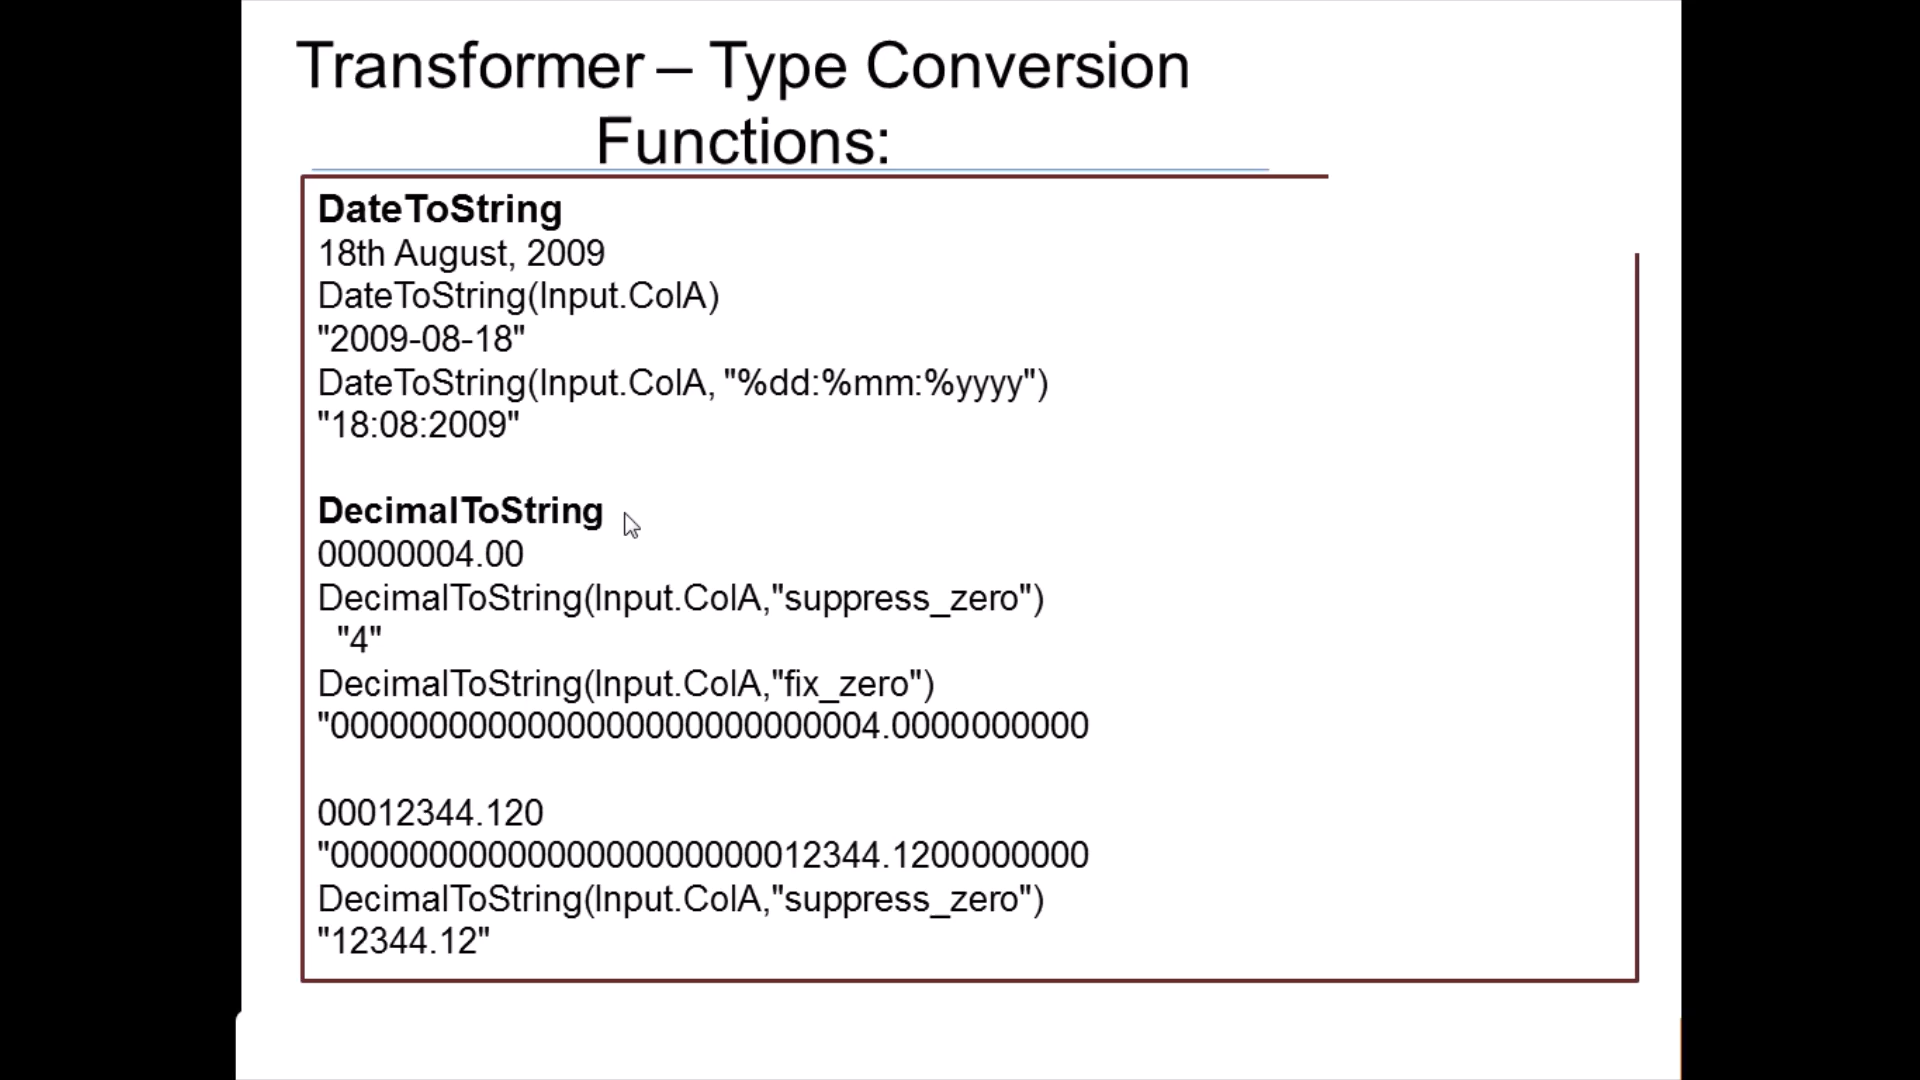 Transformer – Type Conversion
Functions:
DateToString
18th August, 2009
DateToString(Input.ColA)
"2009-08-18"
DateToString(Input.ColA, "%dd:%mm:%yyyy")
"18:08:2009"
DecimalToString
00000004.00
DecimalToString(Input.ColA,"suppress_zero")
"4"
DecimalToString(Input.ColA,"fix_zero")
"0000000000000000000000000004.0000000000
00012344.120
"0000000000000000000000012344.1200000000
DecimalToString(Input.ColA,"suppress_zero")
"12344.12"